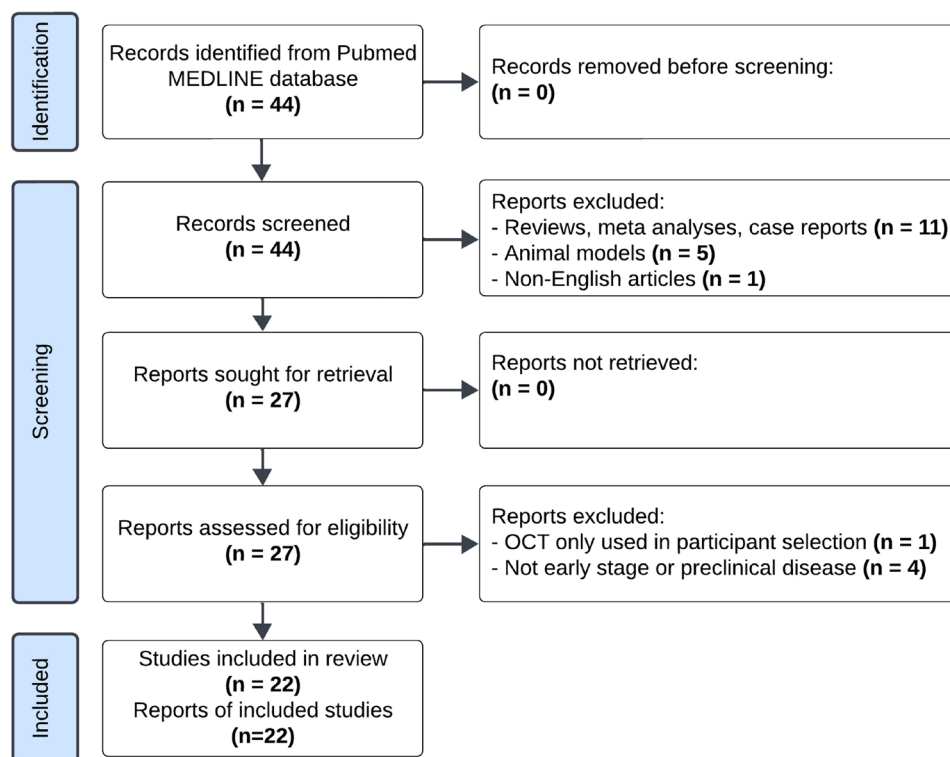 Identification
Records identified from Pubmed
MEDLINE database
(n = 44)
Records removed before screening:
(n = 0)
Screening
Records screened
(n = 44)
Reports excluded:
- Reviews, meta analyses, case reports (n = 11)
- Animal models (n = 5)
- Non-English articles (n = 1)
Reports sought for retrieval
(n = 27)
Reports not retrieved:
(n = 0)
Reports assessed for eligibility
(n = 27)
Reports excluded:
- OCT only used in participant selection (n = 1)
- Not early stage or preclinical disease (n = 4)
Included
Studies included in review
(n = 22)
Reports of included studies
(n=22)